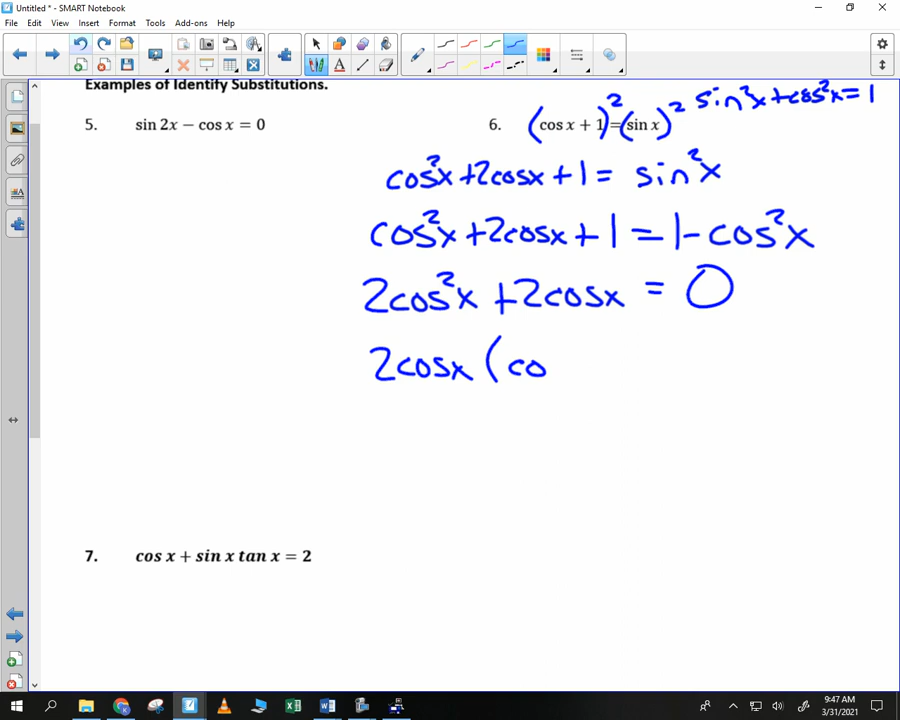 Untitled * - SMART Notebook
File Edit View Insert Format Tools Add-ons Help
Examples of Identity Substitutions.
5. sin 2x − cos x = 0
6. (cos x + 1)² = (sin x)² sin²x + cos²x = 1
cos²x + 2cosx + 1 = sin²x
cos²x + 2cosx + 1 = 1 - cos²x
2cos²x + 2cosx = 0
2cosx (co
7. cos x + sin x tan x = 2
9:47 AM
3/31/2021